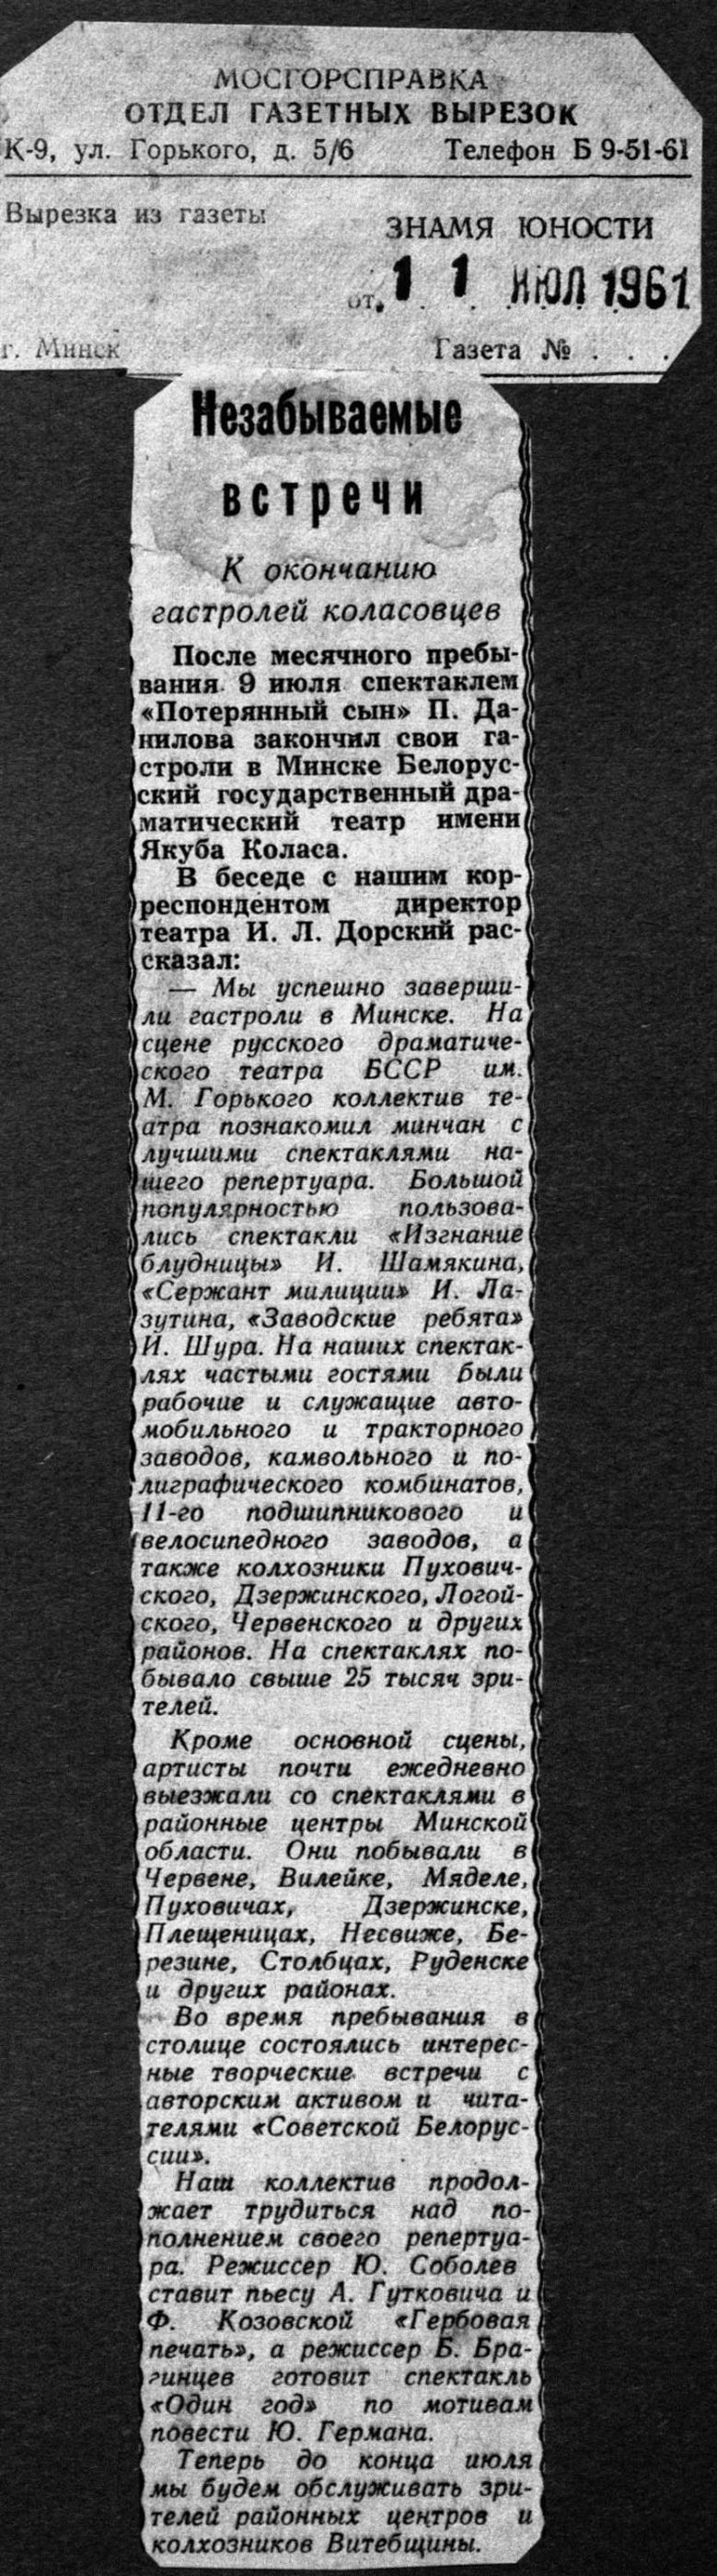 МОСГОРСПРАВКА
ОТДЕЛ ГАЗЕТНЫХ ВЫРЕЗОК
К-9, ул. Горького, д. 5/6 Телефон Б 9-51-61
Вырезка из газеты
ЗНАМЯ ЮНОСТИ
от. 1 1 ИЮЛ 1961
г. Минск Газета № . . .
Незабываемые
встречи
К окончанию
гастролей коласовцев
После месячного пребы-
вания 9 июля спектаклем
«Потерянный сын» П. Да-
нилова закончил свои га-
строли в Минске Белорус-
ский государственный дра-
матический театр имени
Якуба Коласа.
В беседе с нашим кор-
респондентом директор
театра И. Л. Дорский рас-
сказал:
— Мы успешно заверши-
ли гастроли в Минске. На
сцене русского драматиче-
ского театра БССР им.
М. Горького коллектив те-
атра познакомил минчан с
лучшими спектаклями на-
шего репертуара. Большой
популярностью пользова-
лись спектакли «Изгнание
блудницы» И. Шамякина,
«Сержант милиции» И. Ла-
зутина, «Заводские ребята»
И. Шура. На наших спектак-
лях частыми гостями были
рабочие и служащие авто-
мобильного и тракторного
заводов, камвольного и по-
лиграфического комбинатов,
11-го подшипникового и
велосипедного заводов, а
также колхозники Пухович-
ского, Дзержинского, Логой-
ского, Червенского и других
районов. На спектаклях по-
бывало свыше 25 тысяч зри-
телей.
Кроме основной сцены,
артисты почти ежедневно
выезжали со спектаклями в
районные центры Минской
области. Они побывали в
Червене, Вилейке, Мяделе,
Пуховичах, Дзержинске,
Плещеницах, Несвиже, Бе-
резине, Столбцах, Руденске
и других районах.
Во время пребывания в
столице состоялись интерес-
ные творческие встречи с
авторским активом и чита-
телями «Советской Белорус-
сии».
Наш коллектив продол-
жает трудиться над по-
полнением своего репертуа-
ра. Режиссер Ю. Соболев
ставит пьесу А. Гутковича и
Ф. Козовской «Гербовая
печать», а режиссер Б. Бра-
гинцев готовит спектакль
«Один год» по мотивам
повести Ю. Германа.
Теперь до конца июля
мы будем обслуживать зри-
телей районных центров и
колхозников Витебщины.